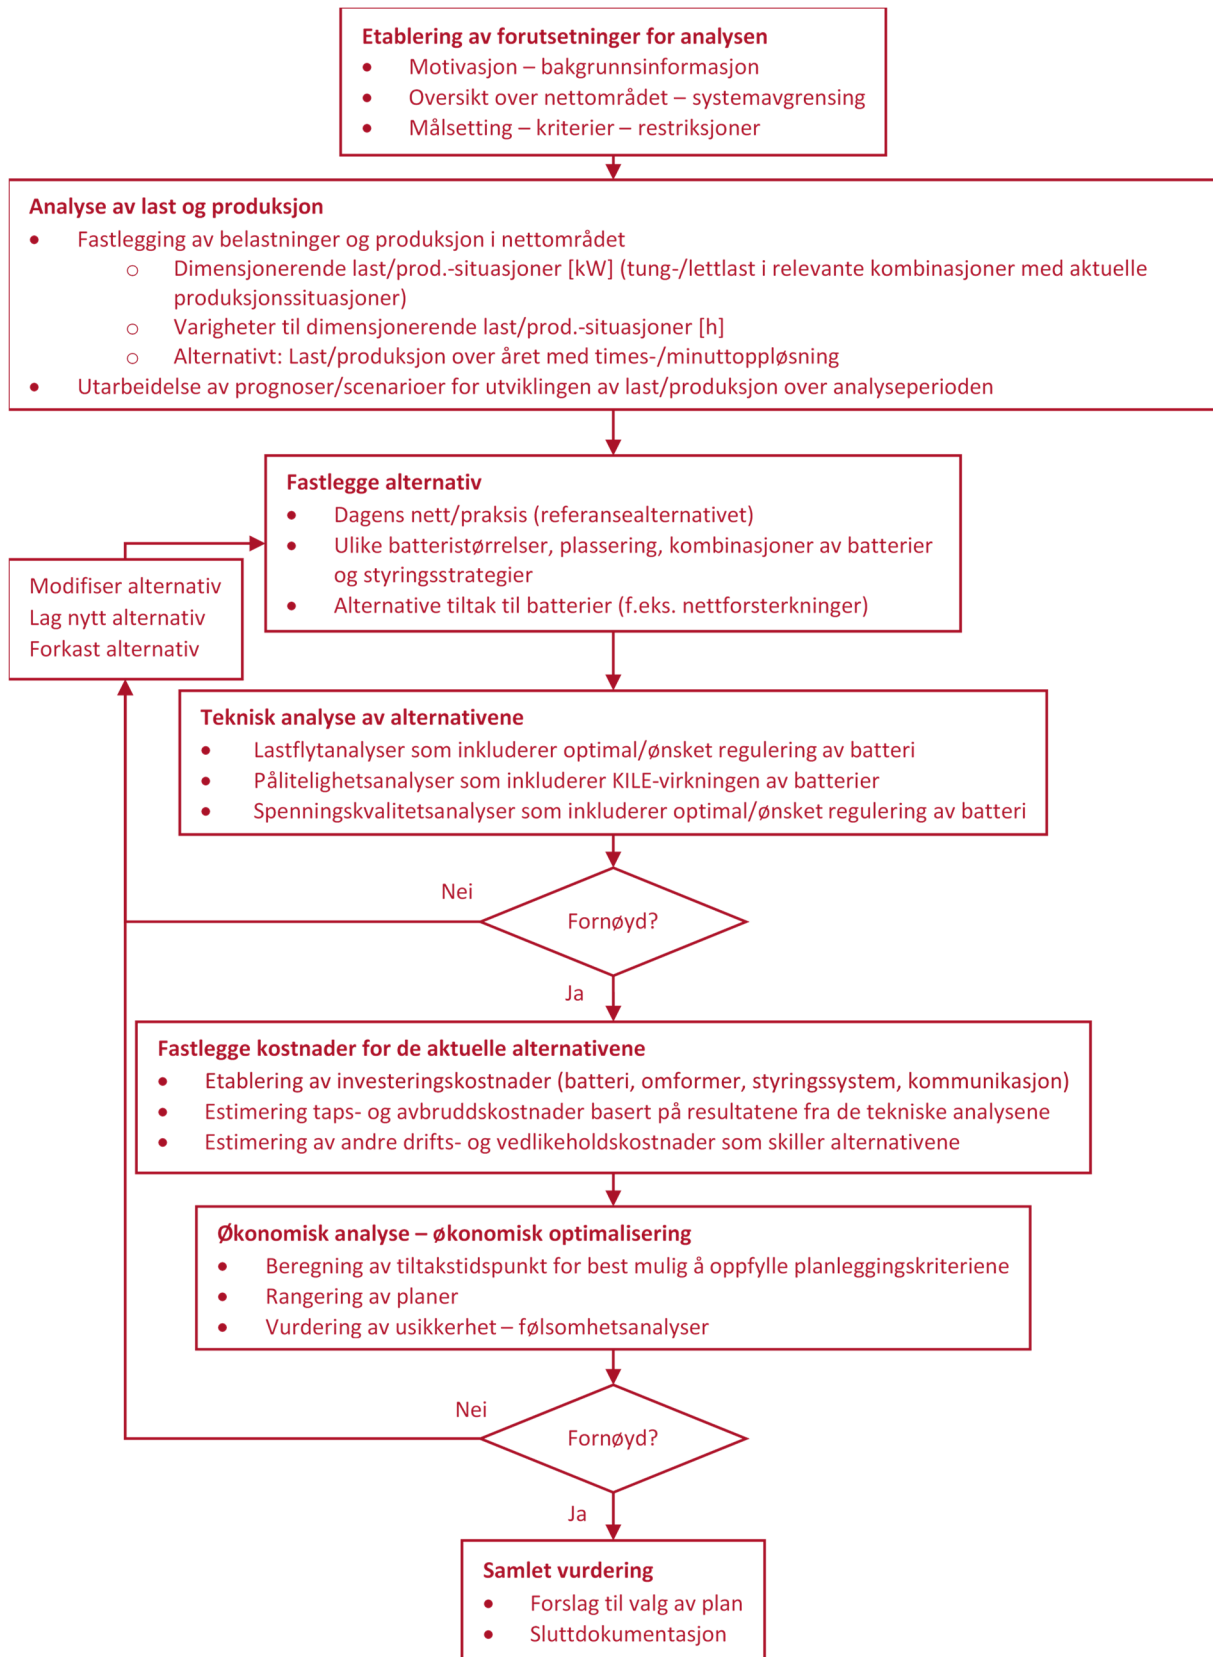 Etablering av forutsetninger for analysen
• Motivasjon – bakgrunnsinformasjon
• Oversikt over nettområdet – systemavgrensing
• Målsetting – kriterier – restriksjoner
Analyse av last og produksjon
• Fastlegging av belastninger og produksjon i nettområdet
o Dimensjonerende last/prod.-situasjoner [kW] (tung-/lettlast i relevante kombinasjoner med aktuelle
produksjonssituasjoner)
o Varigheter til dimensjonerende last/prod.-situasjoner [h]
o Alternativt: Last/produksjon over året med times-/minuttoppløsning
• Utarbeidelse av prognoser/scenarioer for utviklingen av last/produksjon over analyseperioden
Fastlegge alternativ
• Dagens nett/praksis (referansealternativet)
• Ulike batteristørrelser, plassering, kombinasjoner av batterier
og styringsstrategier
• Alternative tiltak til batterier (f.eks. nettforsterkninger)
Modifiser alternativ
Lag nytt alternativ
Forkast alternativ
Teknisk analyse av alternativene
• Lastflytanalyser som inkluderer optimal/ønsket regulering av batteri
• Pålitelighetsanalyser som inkluderer KILE-virkningen av batterier
• Spenningskvalitetsanalyser som inkluderer optimal/ønsket regulering av batteri
Nei
Fornøyd?
Ja
Fastlegge kostnader for de aktuelle alternativene
• Etablering av investeringskostnader (batteri, omformer, styringssystem, kommunikasjon)
• Estimering taps- og avbruddskostnader basert på resultatene fra de tekniske analysene
• Estimering av andre drifts- og vedlikeholdskostnader som skiller alternativene
Økonomisk analyse – økonomisk optimalisering
• Beregning av tiltakstidspunkt for best mulig å oppfylle planleggingskriteriene
• Rangering av planer
• Vurdering av usikkerhet – følsomhetsanalyser
Nei
Fornøyd?
Ja
Samlet vurdering
• Forslag til valg av plan
• Sluttdokumentasjon